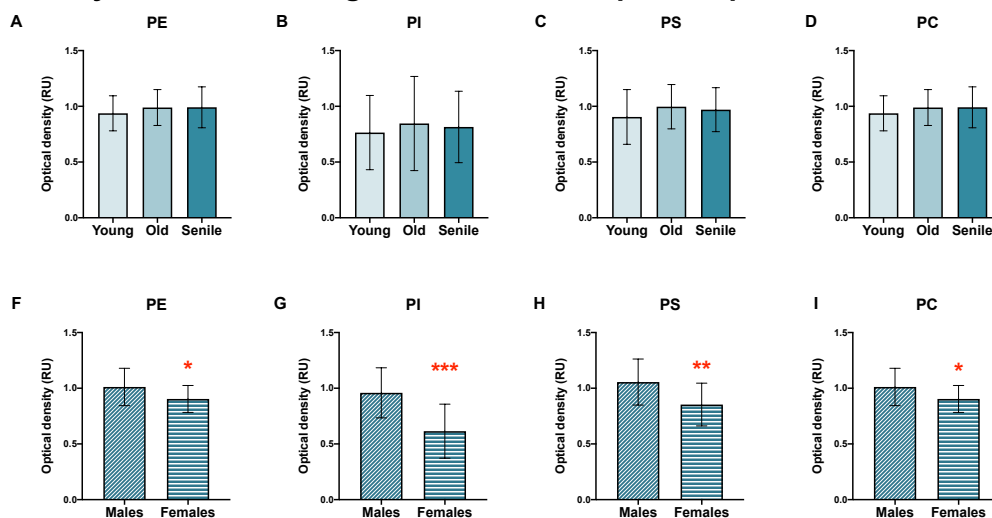 A PE
B PI
C PS
D PC
Optical density (RU)
1.5
1.0
0.5
0.0
Young Old Senile
Optical density (RU)
1.5
1.0
0.5
0.0
Young Old Senile
Optical density (RU)
1.5
1.0
0.5
0.0
Young Old Senile
Optical density (RU)
1.5
1.0
0.5
0.0
Young Old Senile
F PE
G PI
H PS
I PC
Optical density (RU)
1.5
1.0
0.5
0.0
*
Males Females
Optical density (RU)
1.5
1.0
0.5
0.0
***
Males Females
Optical density (RU)
1.5
1.0
0.5
0.0
**
Males Females
Optical density (RU)
1.5
1.0
0.5
0.0
*
Males Females